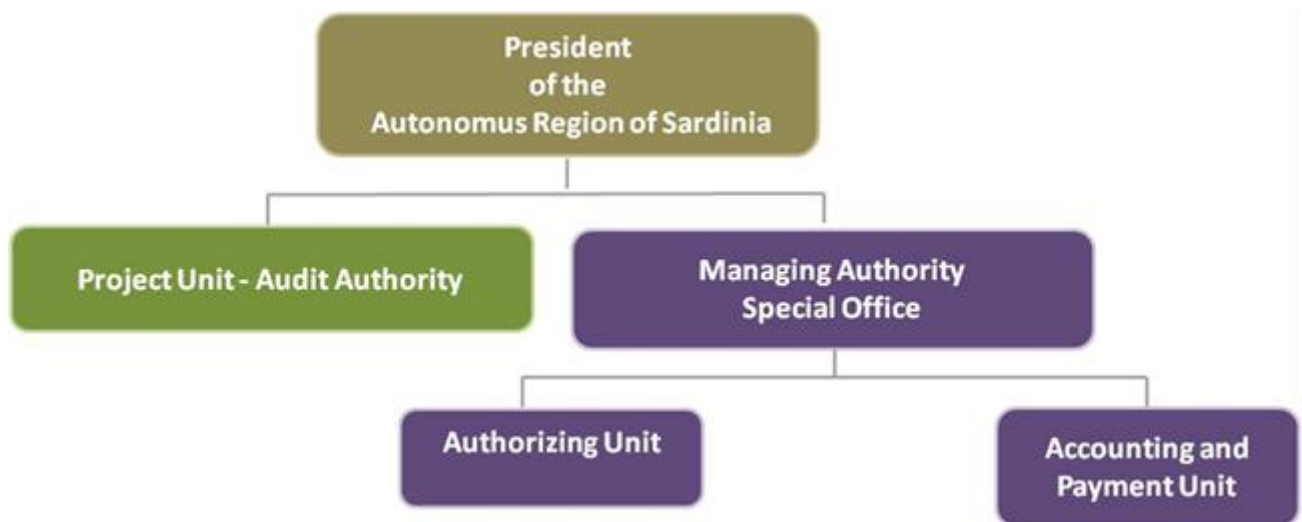 President
of the
Autonomus Region of Sardinia
Project Unit - Audit Authority
Managing Authority
Special Office
Authorizing Unit
Accounting and
Payment Unit